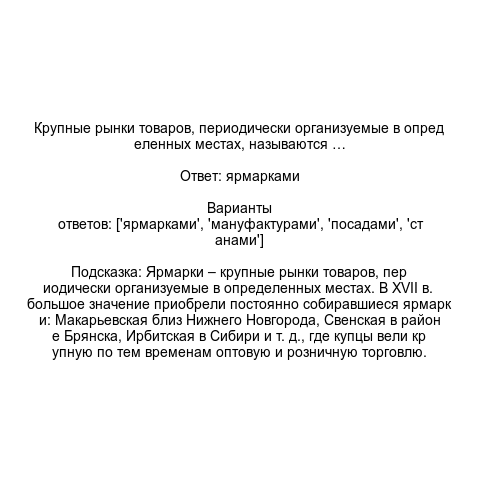 Крупные рынки товаров, периодически организуемые в опред
еленных местах, называются …
Ответ: ярмарками
Варианты
ответов: ['ярмарками', 'мануфактурами', 'посадами', 'ст
анами']
Подсказка: Ярмарки – крупные рынки товаров, пер
иодически организуемые в определенных местах. В XVII в.
большое значение приобрели постоянно собиравшиеся ярмарк
и: Макарьевская близ Нижнего Новгорода, Свенская в район
е Брянска, Ирбитская в Сибири и т. д., где купцы вели кр
упную по тем временам оптовую и розничную торговлю.